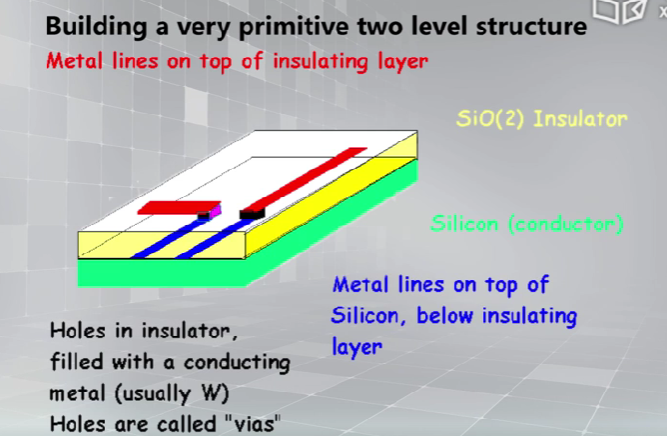 Building a very primitive two level structure
Metal lines on top of insulating layer
SiO(2) Insulator
Silicon (conductor)
Metal lines on top of
Silicon, below insulating
layer
Holes in insulator,
filled with a conducting
metal (usually W)
Holes are called "vias"